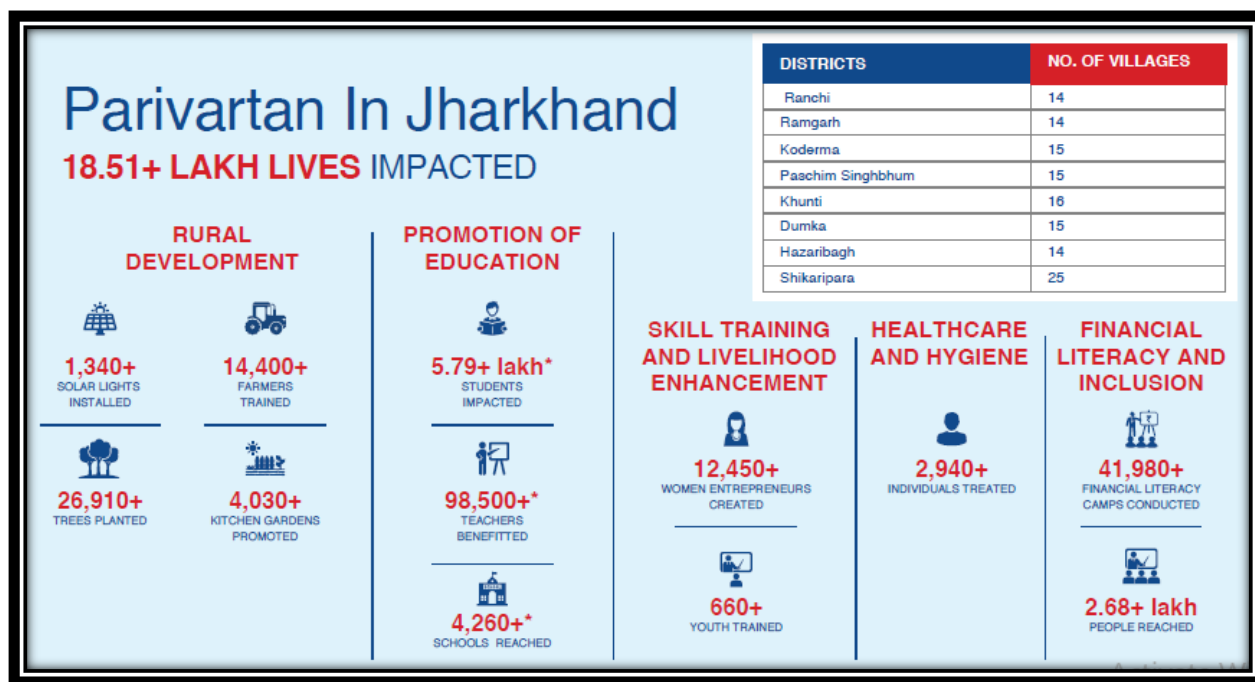 Parivartan In Jharkhand
18.51+ LAKH LIVES IMPACTED
DISTRICTS NO. OF VILLAGES
Ranchi 14
Ramgarh 14
Koderma 15
Paschim Singhbhum 15
Khunti 16
Dumka 15
Hazaribagh 14
Shikaripara 25
RURAL
DEVELOPMENT
1,340+
SOLAR LIGHTS
INSTALLED
14,400+
FARMERS
TRAINED
26,910+
TREES PLANTED
4,030+
KITCHEN GARDENS
PROMOTED
PROMOTION OF
EDUCATION
5.79+ lakh*
STUDENTS
IMPACTED
98,500+*
TEACHERS
BENEFITTED
4,260+*
SCHOOLS REACHED
SKILL TRAINING
AND LIVELIHOOD
ENHANCEMENT
12,450+
WOMEN ENTREPRENEURS
CREATED
660+
YOUTH TRAINED
HEALTHCARE
AND HYGIENE
2,940+
INDIVIDUALS TREATED
FINANCIAL
LITERACY AND
INCLUSION
41,980+
FINANCIAL LITERACY
CAMPS CONDUCTED
2.68+ lakh
PEOPLE REACHED